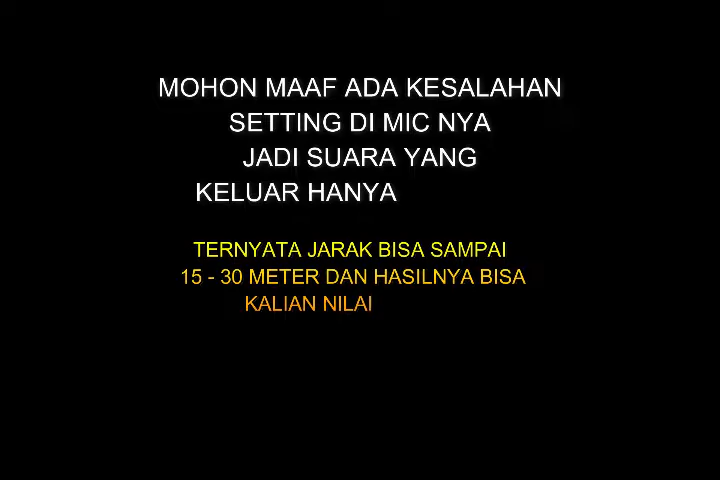 MOHON MAAF ADA KESALAHAN
SETTING DI MIC NYA
JADI SUARA YANG
KELUAR HANYA
TERNYATA JARAK BISA SAMPAI
15 - 30 METER DAN HASILNYA BISA
KALIAN NILAI